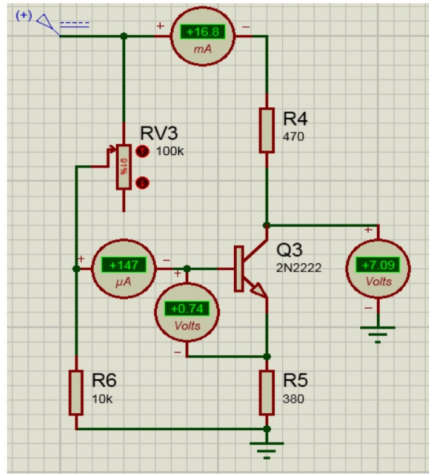 (+)
+ +16.8 −
mA
R4
470
RV3
100k
%91
+ +147 −
µA
Q3
2N2222
+
+0.74
Volts
−
+
+7.09
Volts
−
R6
10k
R5
380